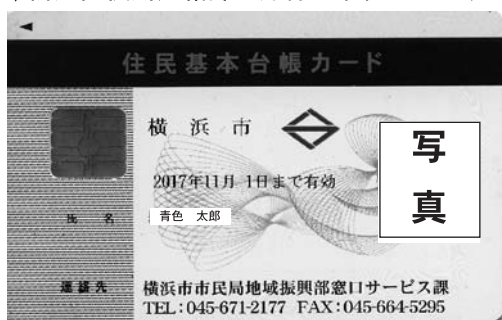 住民基本台帳カード
横浜市
写真
2017年11月 1日まで有効
氏名 青色 太郎
連絡先 横浜市市民局地域振興部窓口サービス課
TEL:045-671-2177 FAX:045-664-5295